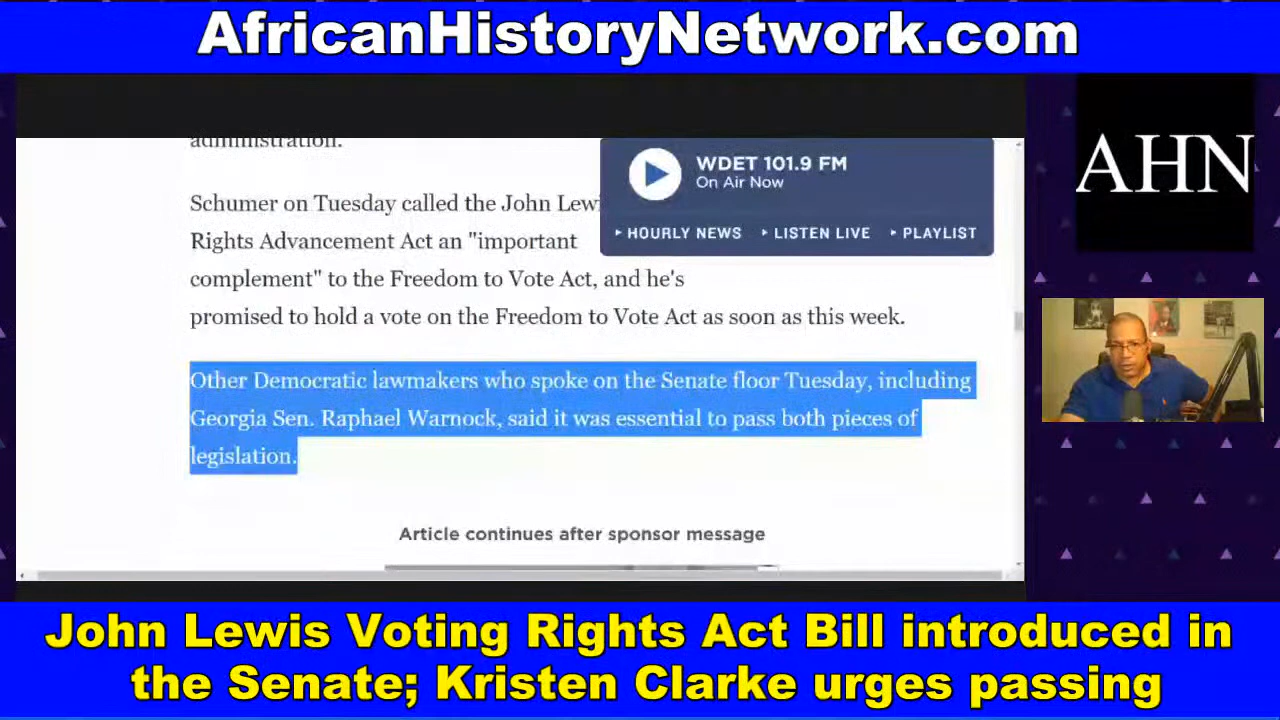 AfricanHistoryNetwork.com
administration.
WDET 101.9 FM
On Air Now
HOURLY NEWS LISTEN LIVE PLAYLIST
AHN
Schumer on Tuesday called the John Lewi
Rights Advancement Act an "important
complement" to the Freedom to Vote Act, and he's
promised to hold a vote on the Freedom to Vote Act as soon as this week.
Other Democratic lawmakers who spoke on the Senate floor Tuesday, including
Georgia Sen. Raphael Warnock, said it was essential to pass both pieces of
legislation.
Article continues after sponsor message
John Lewis Voting Rights Act Bill introduced in
the Senate; Kristen Clarke urges passing